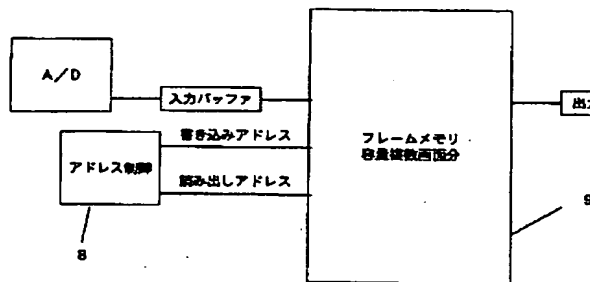 A/D
入力バッファ
書き込みアドレス
アドレス制御
読み出しアドレス
8
フレームメモリ
容量複数画面分
9